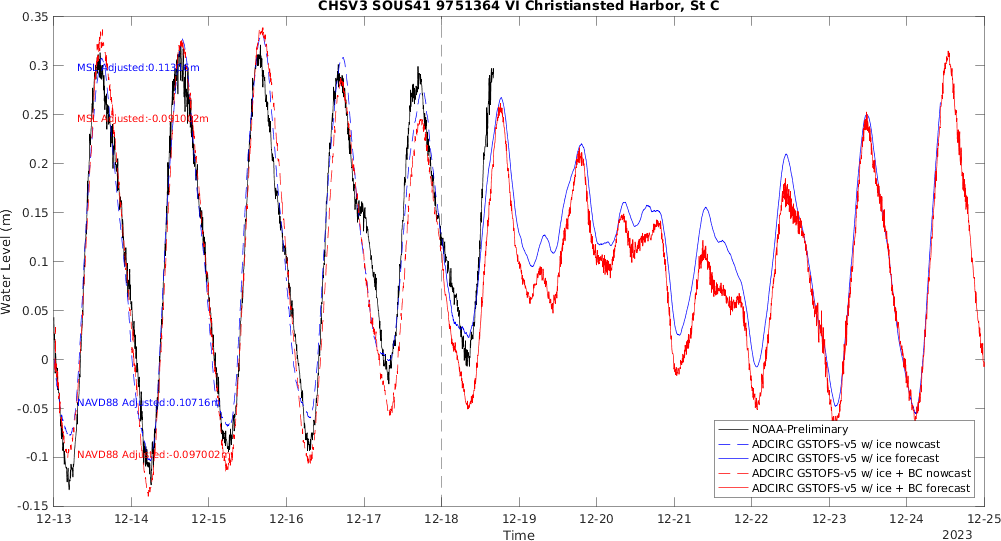 CHSV3 SOUS41 9751364 VI Christiansted Harbor, St C
0.35
0.3
0.25
0.2
0.15
0.1
0.05
0
-0.05
-0.1
-0.15
Water Level (m)
MSL
MSL Adjusted:-0.091
NAVD88 Adjusted:0.10716m
NAVD88 Adjusted:-0.097002
NOAA-Preliminary
ADCIRC GSTOFS-v5 w/ ice nowcast
ADCIRC GSTOFS-v5 w/ ice forecast
ADCIRC GSTOFS-v5 w/ ice + BC nowcast
ADCIRC GSTOFS-v5 w/ ice + BC forecast
12-13 12-14 12-15 12-16 12-17 12-18 12-19 12-20 12-21 12-22 12-23 12-24 12-25
Time
2023